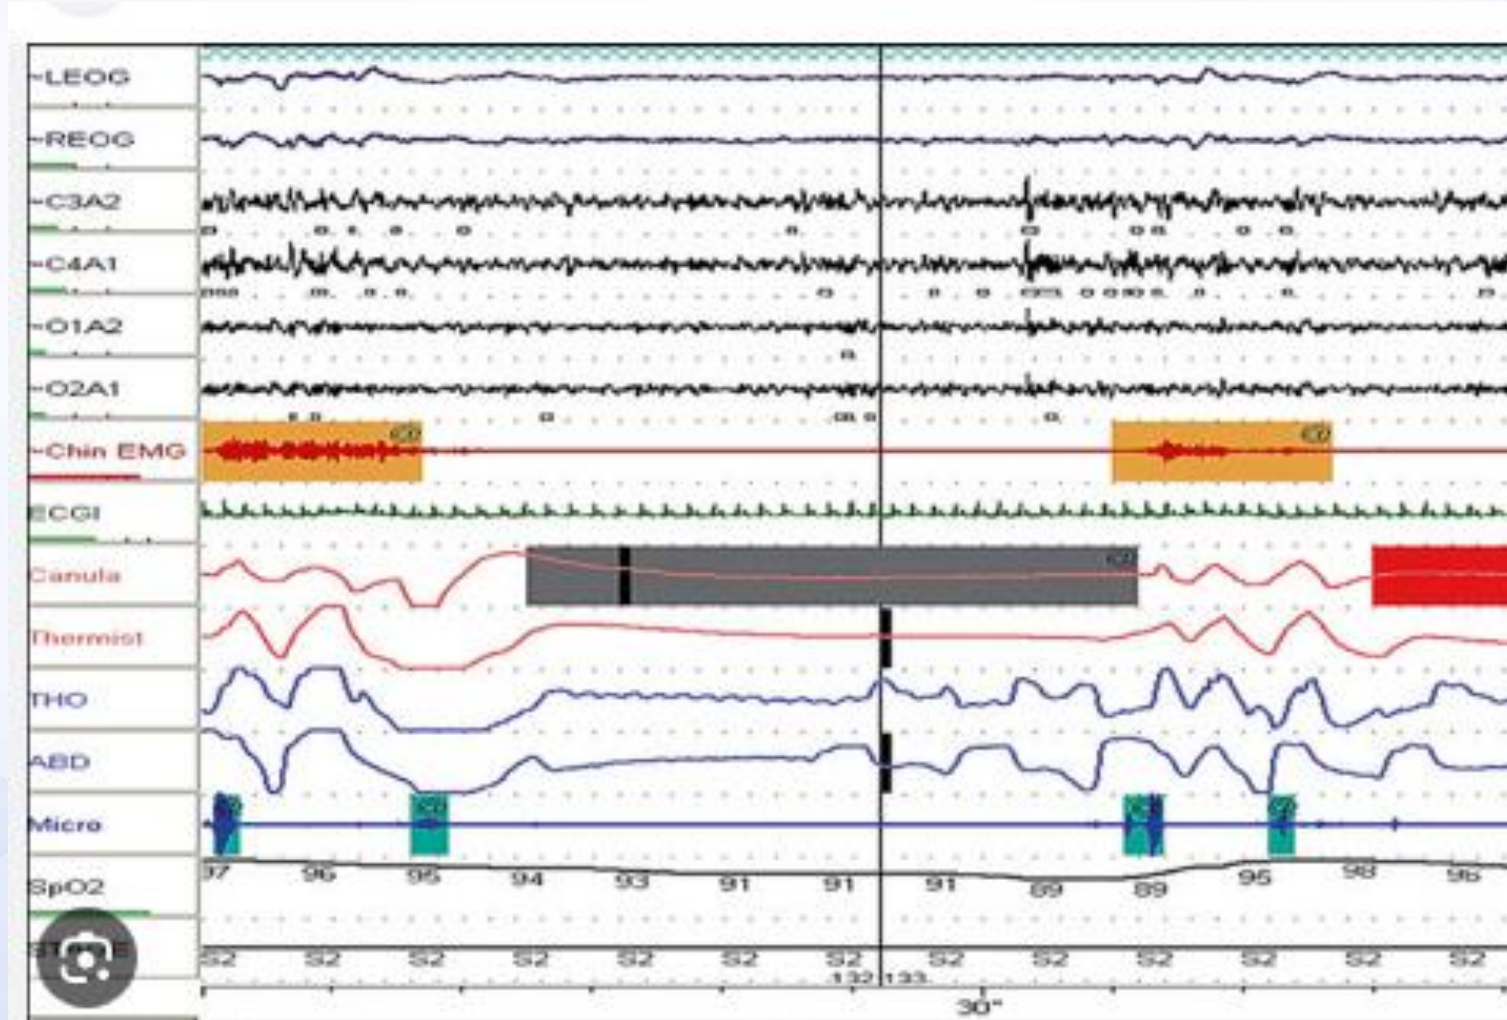 ~LEOG
~REOG
~C3A2
~C4A1
~O1A2
~O2A1
~Chin EMG
ECGI
Canula
Thermist
THO
ABD
Micro
97 96 95 94 93 91 91 91 89 89 95 98 96
SpO2
S2 S2 S2 S2 S2 S2 S2 S2 S2 S2 S2 S2 S2
132 133
30"